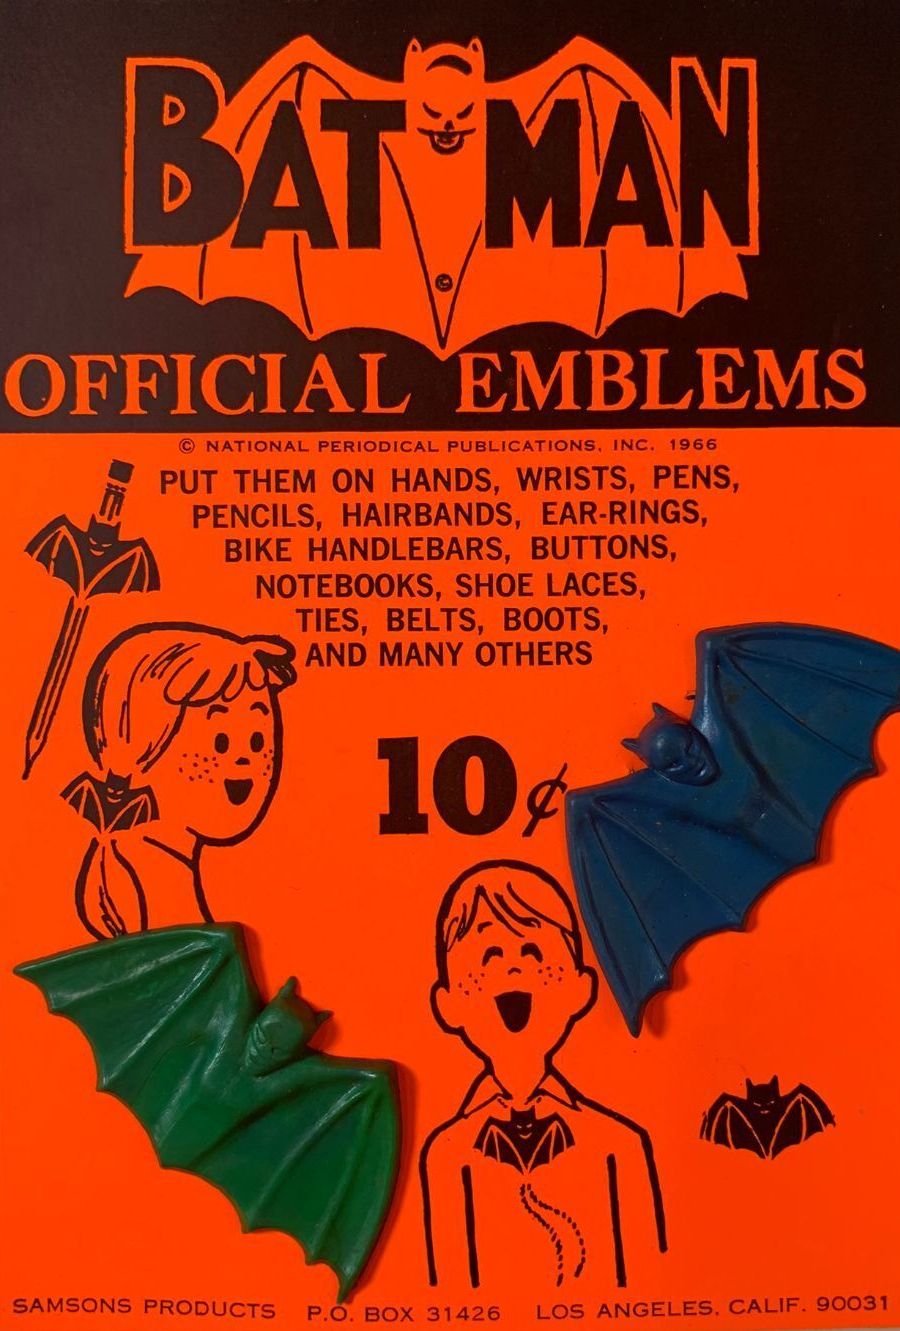 BATMAN
©
OFFICIAL EMBLEMS
© NATIONAL PERIODICAL PUBLICATIONS, INC. 1966
PUT THEM ON HANDS, WRISTS, PENS,
PENCILS, HAIRBANDS, EAR-RINGS,
BIKE HANDLEBARS, BUTTONS,
NOTEBOOKS, SHOE LACES,
TIES, BELTS, BOOTS,
AND MANY OTHERS
10¢
SAMSONS PRODUCTS P.O. BOX 31426 LOS ANGELES, CALIF. 90031